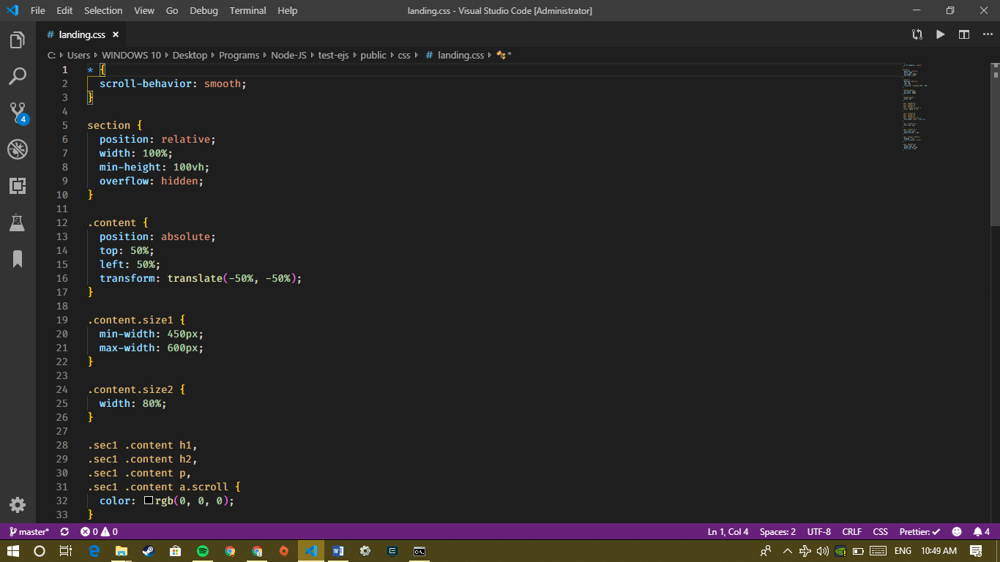 File Edit Selection View Go Debug Terminal Help landing.css - Visual Studio Code [Administrator]
# landing.css ×
C: › Users › WINDOWS 10 › Desktop › Programs › Node-JS › test-ejs › public › css › # landing.css › *
1 * {
2 scroll-behavior: smooth;
3 }
4
5 section {
6 position: relative;
7 width: 100%;
8 min-height: 100vh;
9 overflow: hidden;
10 }
11
12 .content {
13 position: absolute;
14 top: 50%;
15 left: 50%;
16 transform: translate(-50%, -50%);
17 }
18
19 .content.size1 {
20 min-width: 450px;
21 max-width: 600px;
22 }
23
24 .content.size2 {
25 width: 80%;
26 }
27
28 .sec1 .content h1,
29 .sec1 .content h2,
30 .sec1 .content p,
31 .sec1 .content a.scroll {
32 color: rgb(0, 0, 0);
33 }
4
master* 0 0 Ln 1, Col 4 Spaces: 2 UTF-8 CRLF CSS Prettier: ✓ 4
ENG 10:49 AM